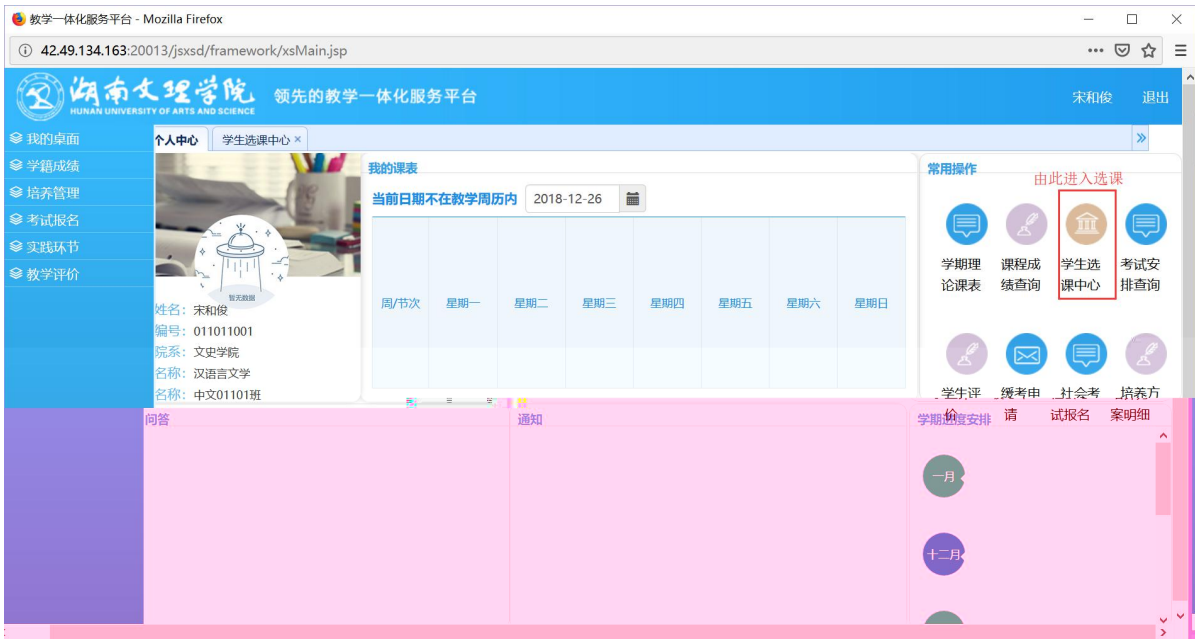 教学一体化服务平台 - Mozilla Firefox
42.49.134.163:20013/jsxsd/framework/xsMain.jsp
湖南文理学院
HUNAN UNIVERSITY OF ARTS AND SCIENCE
领先的教学一体化服务平台
宋和俊 退出
我的桌面
学籍成绩
培养管理
考试报名
实践环节
教学评价
个人中心 学生选课中心 ×
暂无数据
姓名: 宋和俊
编号: 011011001
院系: 文史学院
名称: 汉语言文学
名称: 中文01101班
我的课表
当前日期不在教学周历内 2018-12-26
周/节次 星期一 星期二 星期三 星期四 星期五 星期六 星期日
常用操作
由此进入选课
学期理论课表
课程成绩查询
学生选课中心
考试安排查询
学生评价
缓考申请
社会考试报名
培养方案明细
问答
通知
学期进度安排
一月
十二月